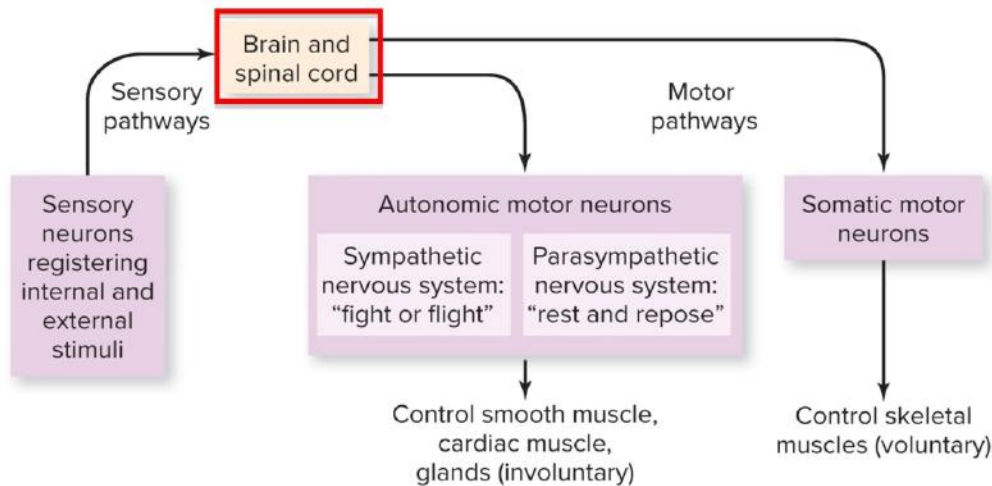 Brain and
spinal cord
Sensory
pathways
Motor
pathways
Sensory
neurons
registering
internal and
external
stimuli
Autonomic motor neurons
Sympathetic
nervous system:
“fight or flight”
Parasympathetic
nervous system:
“rest and repose”
Somatic motor
neurons
Control smooth muscle,
cardiac muscle,
glands (involuntary)
Control skeletal
muscles (voluntary)